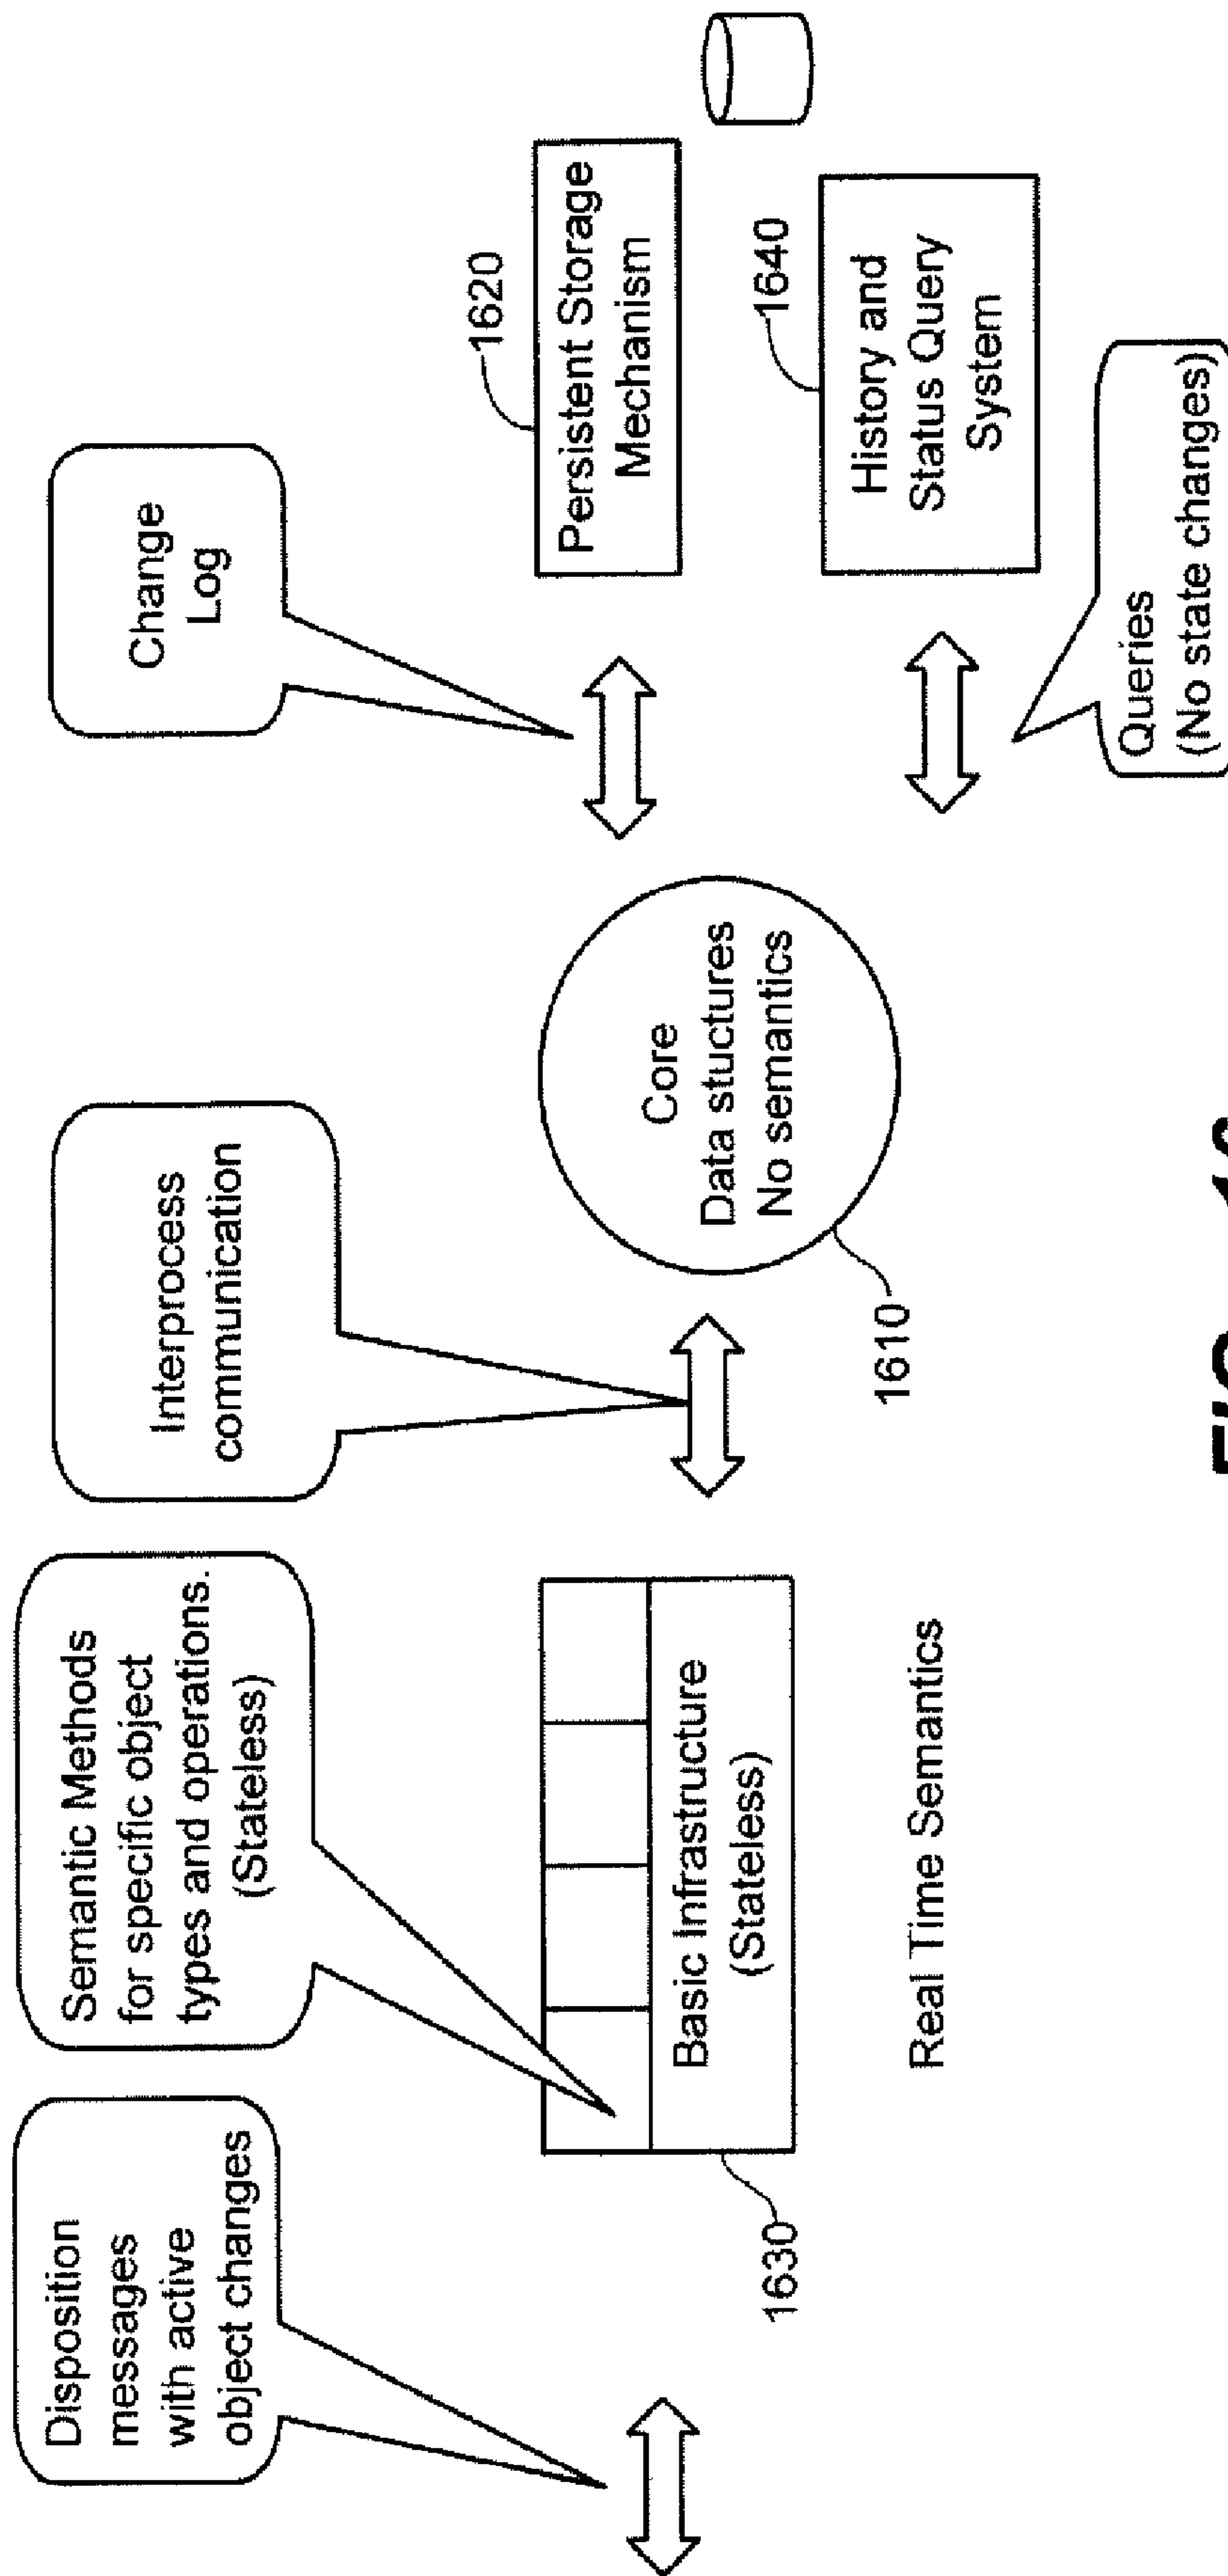 Disposition
messages
with active
object changes
Semantic Methods
for specific object
types and operations.
(Stateless)
Interprocess
communication
Change
Log
1620
Persistent Storage
Mechanism
1640
History and
Status Query
System
Queries
(No state changes)
Core
Data stuctures
No semantics
1610
Basic Infrastructure
(Stateless)
1630
Real Time Semantics